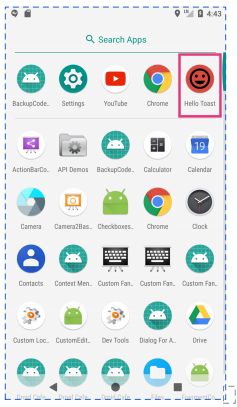 4:43
Search Apps
BackupCode.. Settings YouTube Chrome Hello Toast
ActionBarCo.. API Demos BackupCode.. Calculator Calendar
19
Camera Camera2Bas.. Checkboxes.. Chrome Clock
Contacts Context Men.. Custom Fan.. Custom Fan.. Custom Fan..
Custom Loc.. CustomEdit.. Dev Tools Dialog For A.. Drive
Files